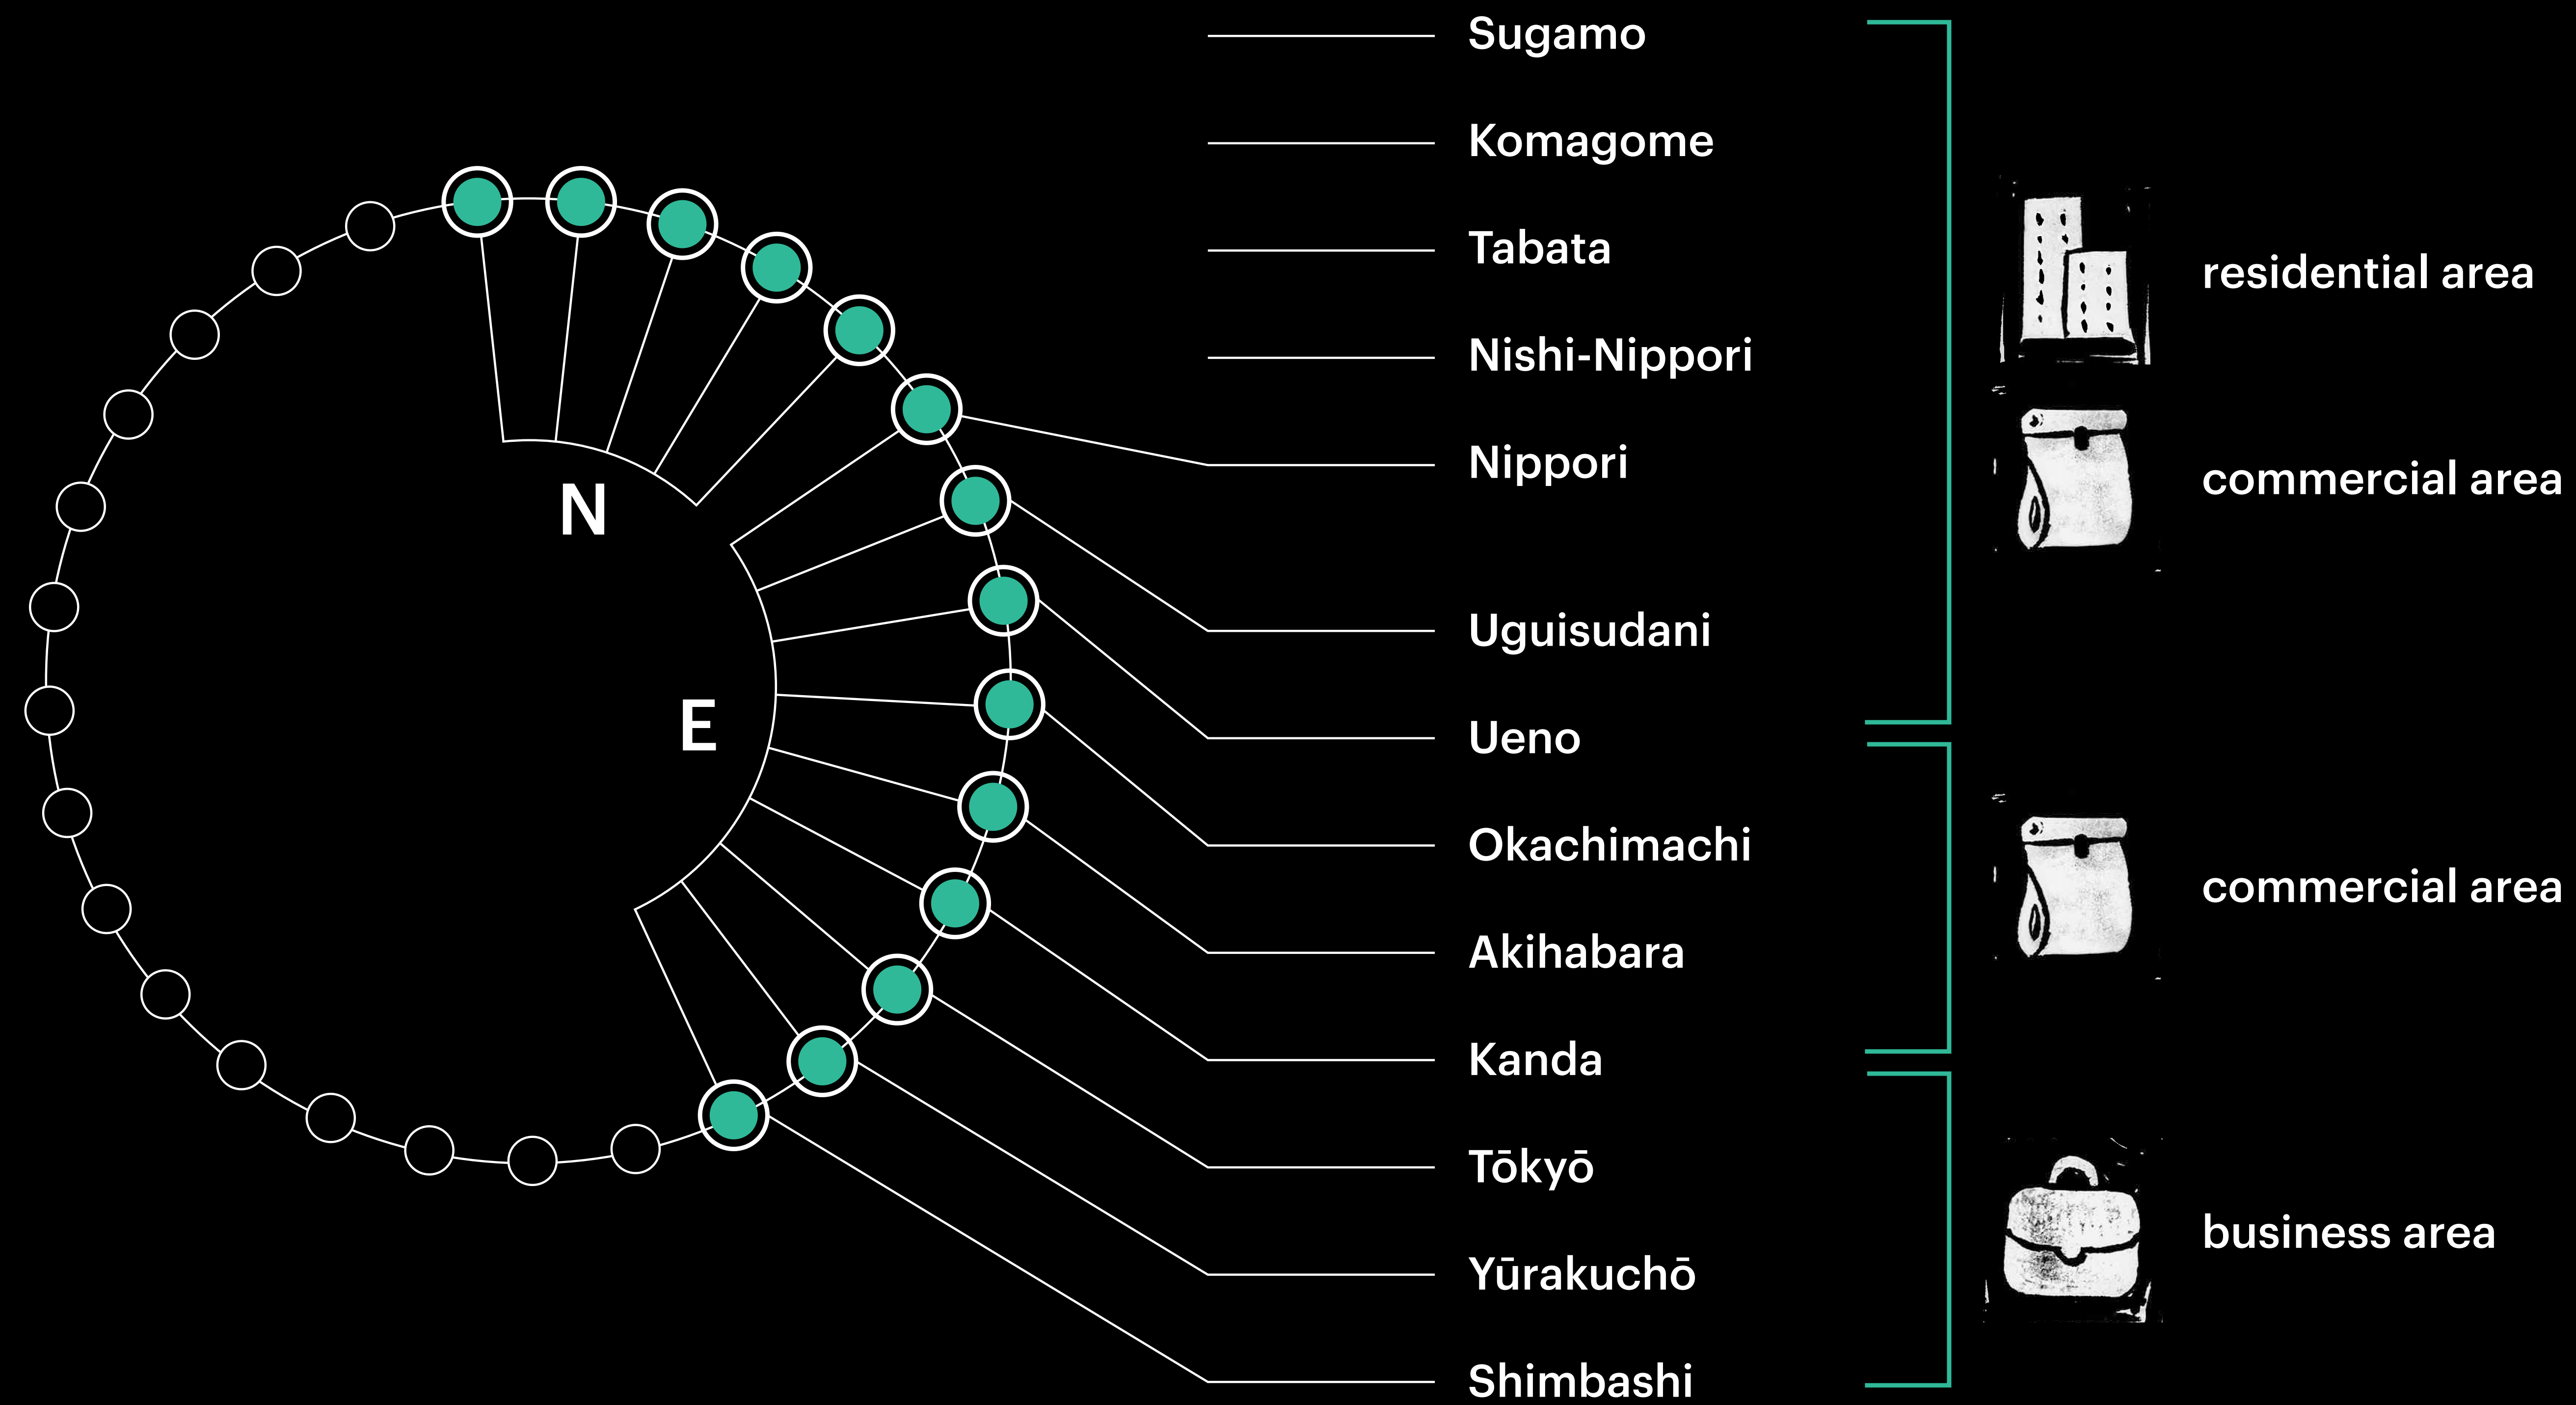 N
E
Sugamo
Komagome
Tabata
Nishi-Nippori
Nippori
Uguisudani
Ueno
Okachimachi
Akihabara
Kanda
Tōkyō
Yūrakuchō
Shimbashi
residential area
commercial area
commercial area
business area